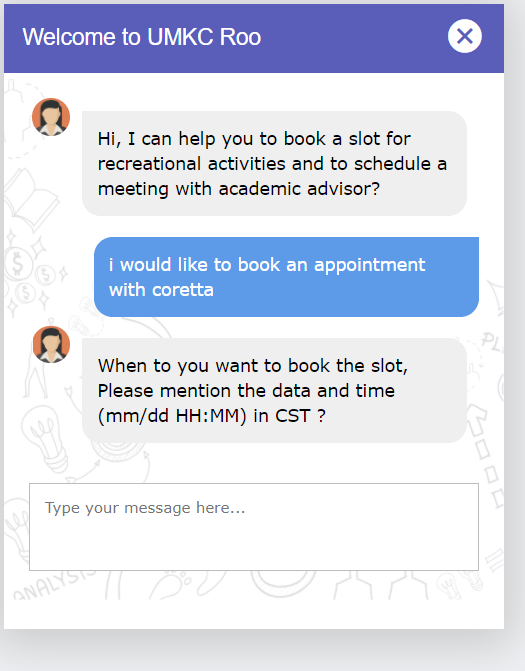 Welcome to UMKC Roo
Hi, I can help you to book a slot for
recreational activities and to schedule a
meeting with academic advisor?
i would like to book an appointment
with coretta
When to you want to book the slot,
Please mention the data and time
(mm/dd HH:MM) in CST ?
Type your message here...
ANALYSIS